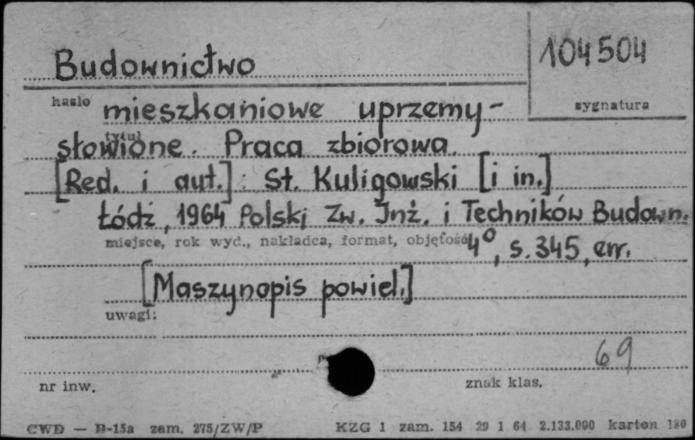 Budownictwo
104504
hasło
mieszkaniowe uprzemy-
sygnatura
tytuł
słowione. Praca zbiorowa.
[Red. i aut.]: St. Kuligowski [i in.]
Łódź, 1964 Polski Zw. Inż. i Techników Budown.
miejsce, rok wyd., nakładca, format, objętość
4°, s. 345, err.
[Maszynopis powiel.]
uwagi:
69
nr inw.
znak klas.
CWD — D-15a zam. 275/ZW/P KZG 1 zam. 154 29 1 64 2.133.000 karton 180